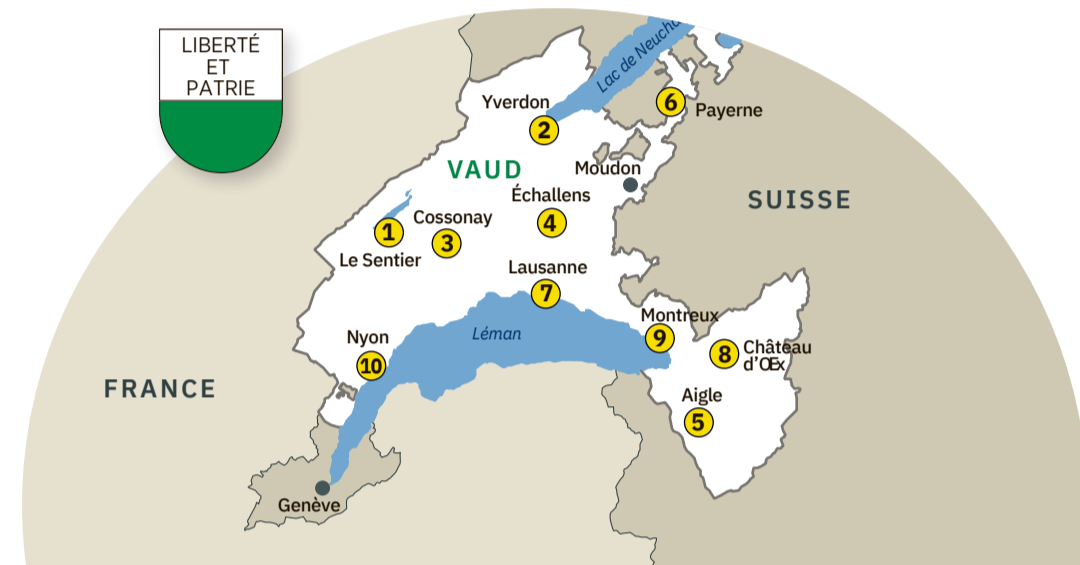 LIBERTÉ
ET
PATRIE
Lac de Neuchâ
Yverdon
2
6
Payerne
VAUD
Moudon
SUISSE
Échallens
4
Cossonay
1
3
Le Sentier
Lausanne
7
Léman
Montreux
9
Nyon
10
8
Château
d'Œx
FRANCE
Aigle
5
Genève